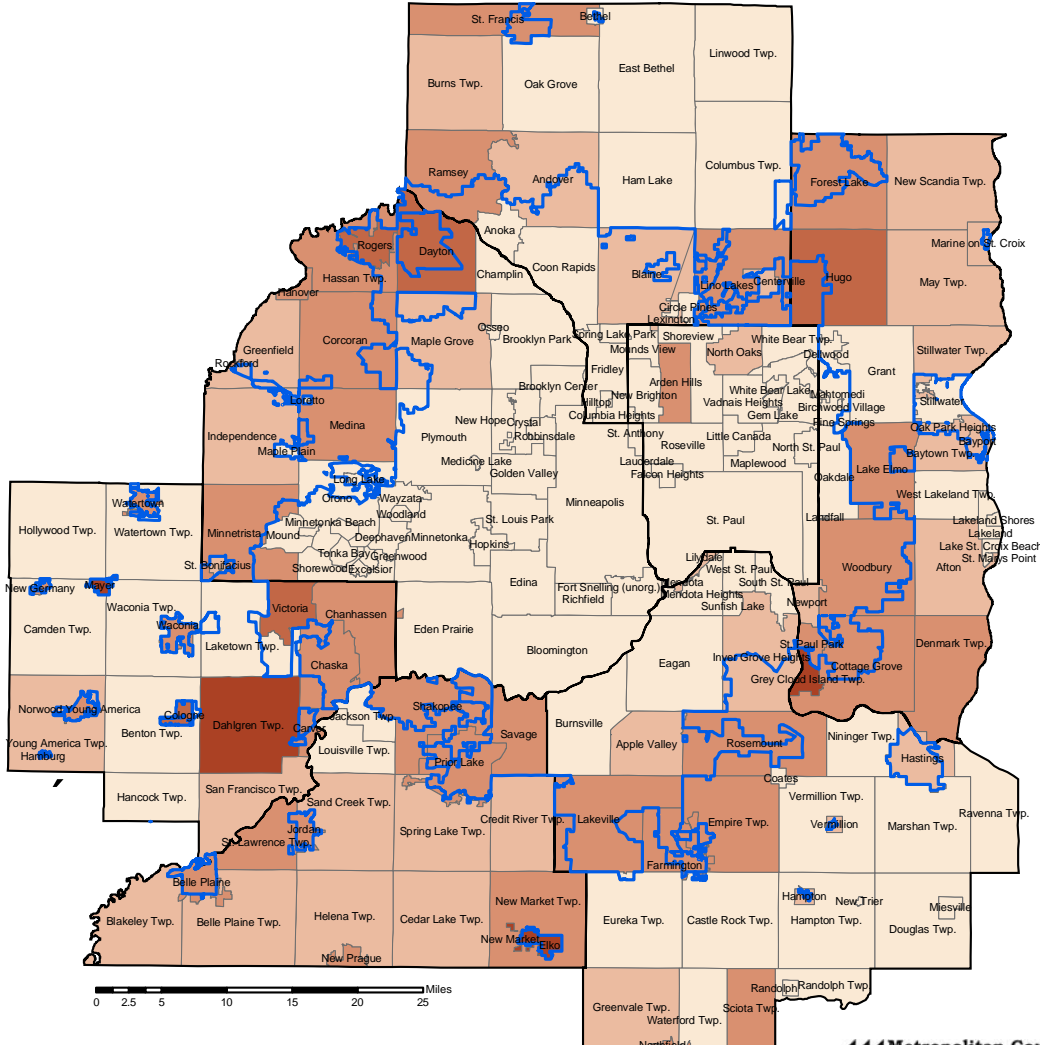 St. Francis
Bethel
Linwood Twp.
East Bethel
Burns Twp.
Oak Grove
Columbus Twp.
Ramsey
Andover
Ham Lake
Forest Lake
New Scandia Twp.
Anoka
Marine on St. Croix
Rogers
Dayton
Coon Rapids
Champlin
Blaine
Hassan Twp.
Lino Lakes
Centerville
Hugo
May Twp.
Hanover
Circle Pines
Lexington
Osseo
Corcoran
Maple Grove
Brooklyn Park
Spring Lake Park
Shoreview
White Bear Twp.
Greenfield
Mounds View
North Oaks
Dellwood
Stillwater Twp.
Rockford
Fridley
Grant
Brooklyn Center
Arden Hills
White Bear Lake
Mahtomedi
Loretto
Hilltop
New Brighton
Vadnais Heights
Birchwood Village
Stillwater
Columbia Heights
Gem Lake
Medina
New Hope
Crystal
Pine Springs
Oak Park Heights
Independence
Plymouth
Robbinsdale
St. Anthony
Little Canada
Bayport
Maple Plain
Roseville
North St. Paul
Baytown Twp.
Medicine Lake
Lauderdale
Maplewood
Lake Elmo
Golden Valley
Falcon Heights
Oakdale
Long Lake
Orono
Wayzata
West Lakeland Twp.
Watertown
Minneapolis
Hollywood Twp.
Watertown Twp.
Woodland
Minnetonka Beach
St. Louis Park
St. Paul
Landfall
Lakeland Shores
Minnetrista
Mound
Deephaven
Minnetonka
Lakeland
Tonka Bay
Greenwood
Hopkins
Lake St. Croix Beach
St. Bonifacius
Shorewood
Excelsior
Lilydale
West St. Paul
Woodbury
Afton
St. Marys Point
New Germany
Mayer
Edina
Fort Snelling (unorg.)
Mendota
South St. Paul
Richfield
Mendota Heights
Sunfish Lake
Newport
Waconia Twp.
Victoria
Chanhassen
Camden Twp.
Waconia
Eden Prairie
Laketown Twp.
Bloomington
St. Paul Park
Denmark Twp.
Chaska
Eagan
Inver Grove Heights
Cottage Grove
Grey Cloud Island Twp.
Norwood Young America
Cologne
Jackson Twp.
Shakopee
Dahlgren Twp.
Carver
Benton Twp.
Savage
Burnsville
Young America Twp.
Louisville Twp.
Apple Valley
Rosemount
Nininger Twp.
Hamburg
Prior Lake
Hastings
Coates
Hancock Twp.
San Francisco Twp.
Sand Creek Twp.
Vermillion Twp.
Ravenna Twp.
Jordan
Spring Lake Twp.
Credit River Twp.
Lakeville
Empire Twp.
Vermillion
Marshan Twp.
St. Lawrence Twp.
Farmington
Belle Plaine
Blakeley Twp.
Belle Plaine Twp.
Helena Twp.
Cedar Lake Twp.
New Market Twp.
Hampton
New Trier
Miesville
Eureka Twp.
Castle Rock Twp.
Hampton Twp.
Douglas Twp.
New Market
Elko
New Prague
Miles
0 2.5 5 10 15 20 25
Randolph
Randolph Twp.
Greenvale Twp.
Sciota Twp.
Waterford Twp.
Northfield
Metropolitan Cou